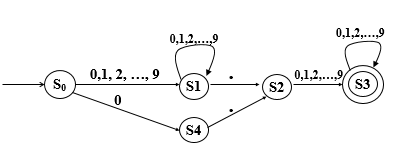 0,1,2,…,9
0,1,2,…,9
0,1, 2, …, 9
.
0,1,2,…,9
S0
S1
S2
S3
0
.
S4